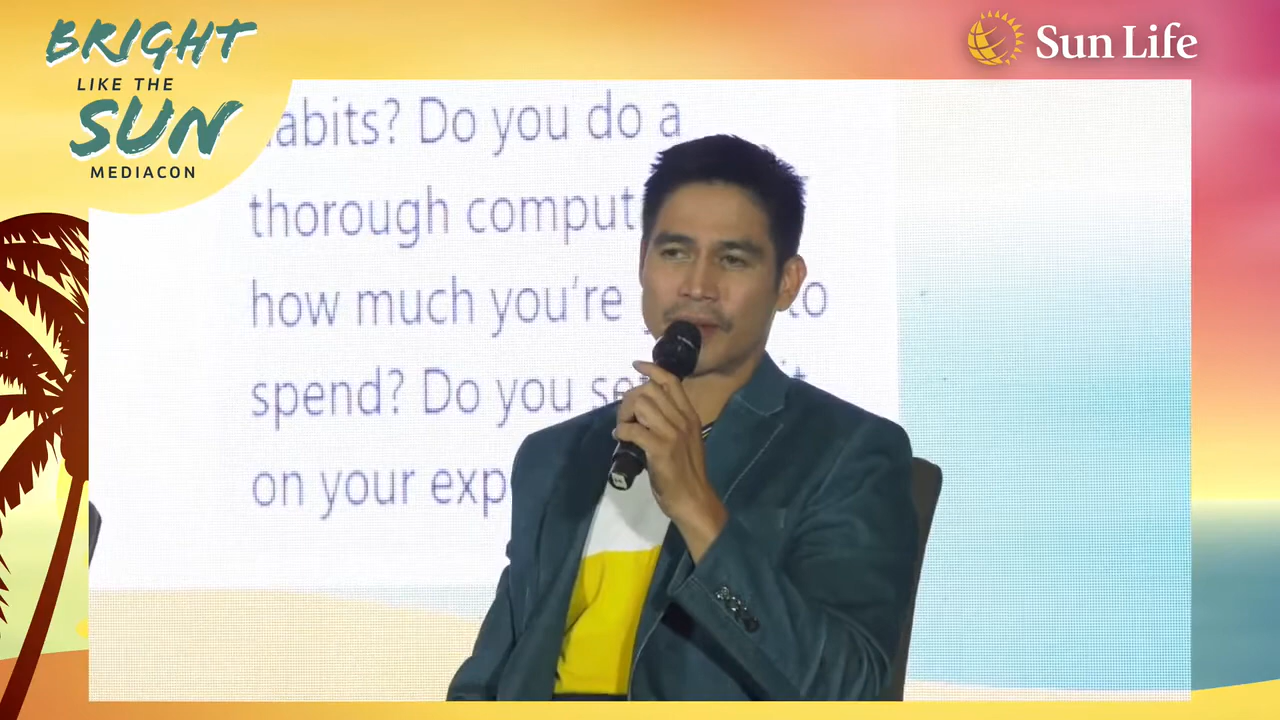 BRIGHT
LIKE THE
SUN
MEDIACON
Sun Life
abits? Do you do a
thorough comput
how much you're to
spend? Do you se
on your exp